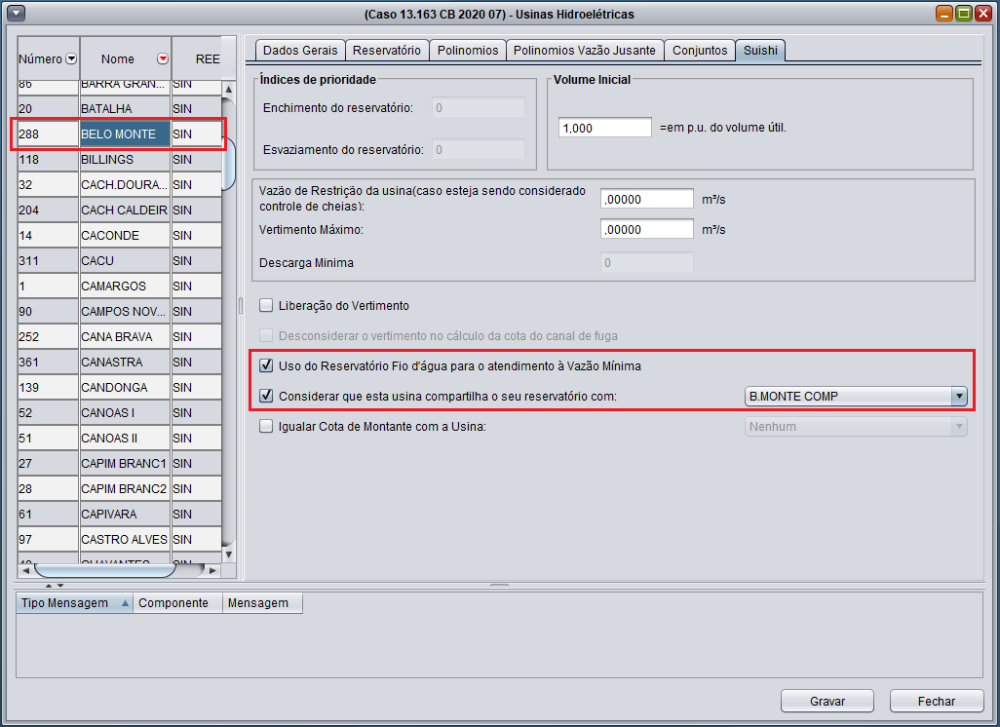 (Caso 13.163 CB 2020 07) - Usinas Hidroelétricas
Número Nome REE
86 BARRA GRAN... SIN
20 BATALHA SIN
288 BELO MONTE SIN
118 BILLINGS SIN
32 CACH.DOURA... SIN
204 CACH CALDEIR SIN
14 CACONDE SIN
311 CACU SIN
1 CAMARGOS SIN
90 CAMPOS NOV... SIN
252 CANA BRAVA SIN
361 CANASTRA SIN
139 CANDONGA SIN
52 CANOAS I SIN
51 CANOAS II SIN
27 CAPIM BRANC1 SIN
28 CAPIM BRANC2 SIN
61 CAPIVARA SIN
97 CASTRO ALVES SIN
49 CHAVANTES SIN
Dados Gerais Reservatório Polinomios Polinomios Vazão Jusante Conjuntos Suishi
Índices de prioridade
Enchimento do reservatório: 0
Esvaziamento do reservatório: 0
Volume Inicial
1,000 =em p.u. do volume útil.
Vazão de Restrição da usina(caso esteja sendo considerado
controle de cheias): ,00000 m³/s
Vertimento Máximo: ,00000 m³/s
Descarga Minima 0
Liberação do Vertimento
Desconsiderar o vertimento no cálculo da cota do canal de fuga
Uso do Reservatório Fio d'água para o atendimento à Vazão Mínima
Considerar que esta usina compartilha o seu reservatório com: B.MONTE COMP
Igualar Cota de Montante com a Usina: Nenhum
Tipo Mensagem Componente Mensagem
Gravar Fechar